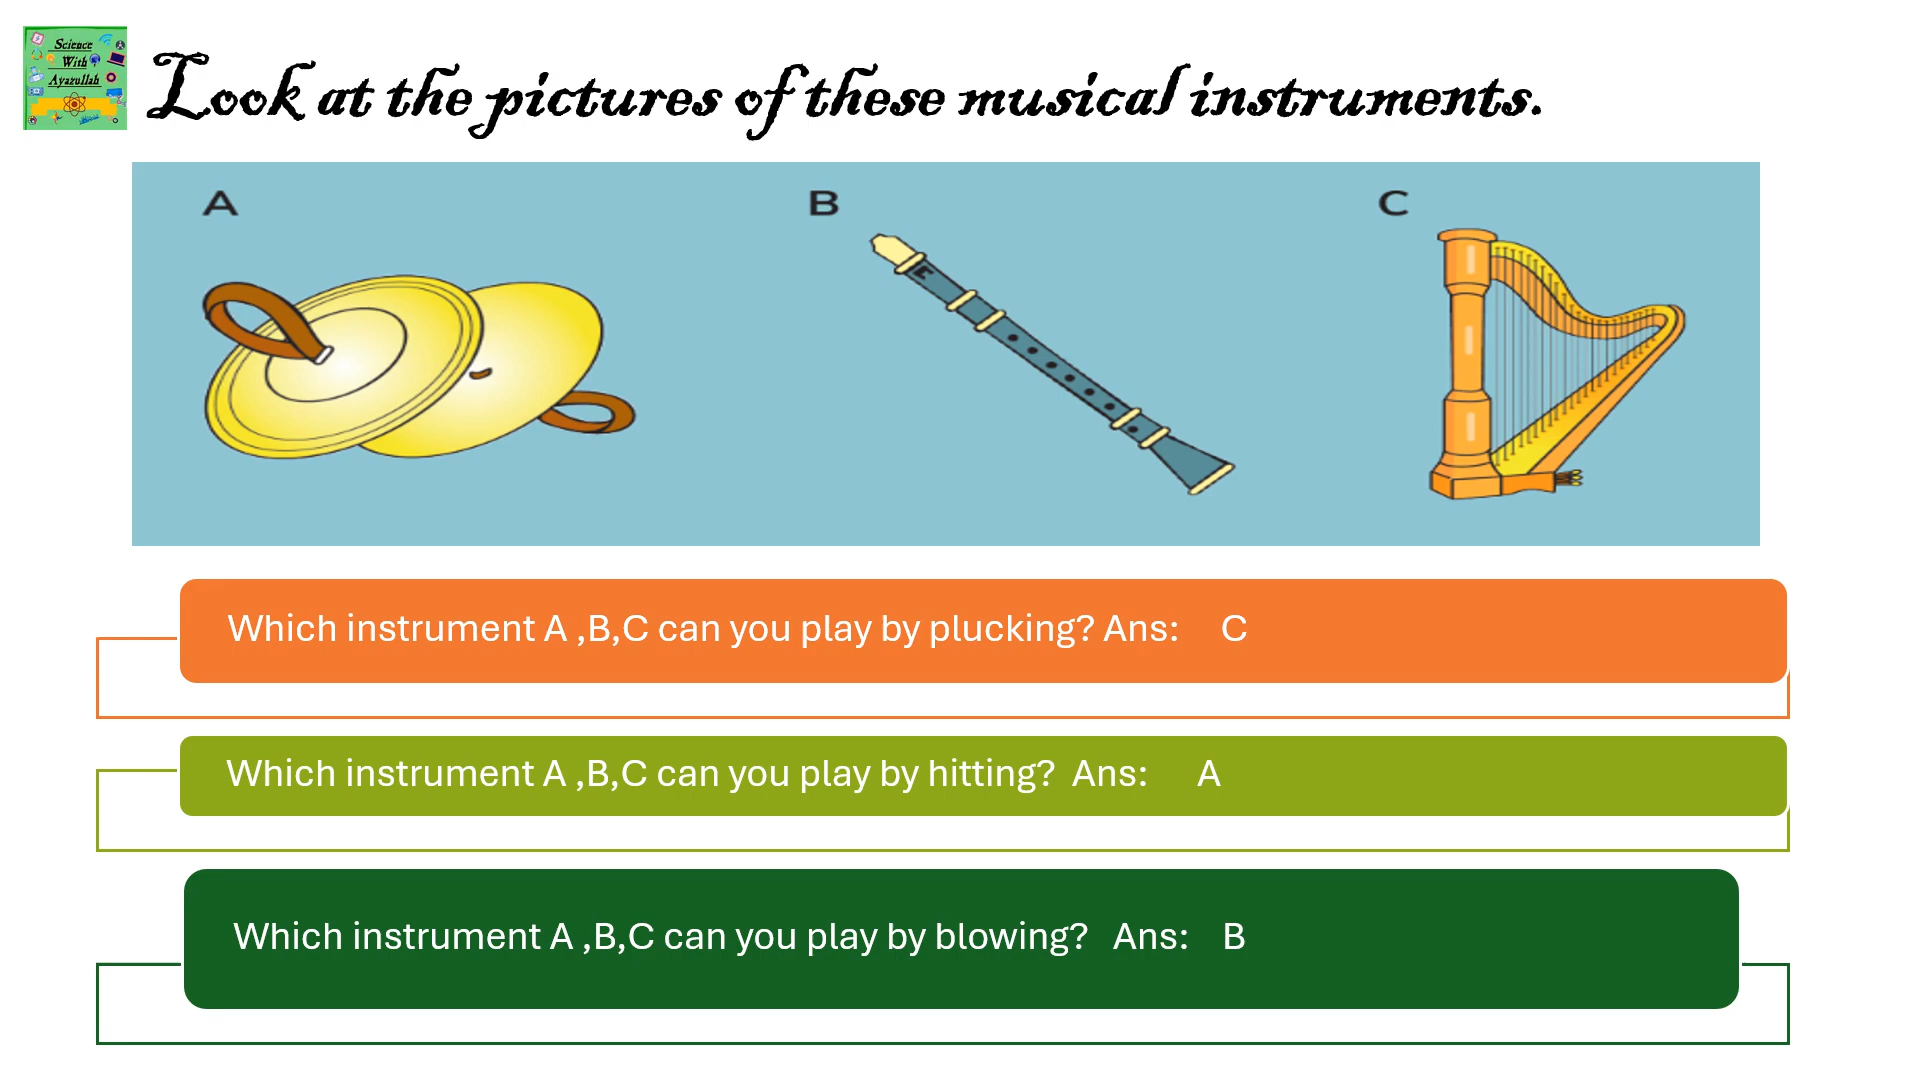 Science
With
Ayazullah
Look at the pictures of these musical instruments.
A
B
C
Which instrument A ,B,C can you play by plucking? Ans: C
Which instrument A ,B,C can you play by hitting? Ans: A
Which instrument A ,B,C can you play by blowing? Ans: B